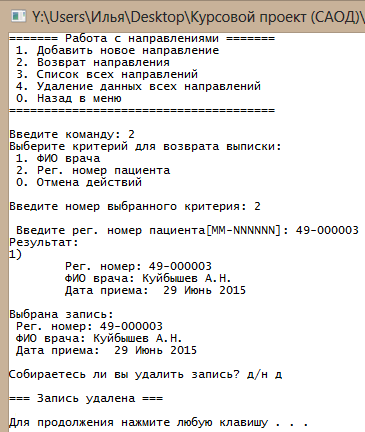 Y:\Users\Илья\Desktop\Курсовой проект (САОД)\
======= Работа с направлениями =======
1. Добавить новое направление
2. Возврат направления
3. Список всех направлений
4. Удаление данных всех направлений
0. Назад в меню
======================================
Введите команду: 2
Выберите критерий для возврата выписки:
1. ФИО врача
2. Рег. номер пациента
0. Отмена действий
Введите номер выбранного критерия: 2
Введите рег. номер пациента[MM-NNNNNN]: 49-000003
Результат:
1)
Рег. номер: 49-000003
ФИО врача: Куйбышев А.Н.
Дата приема:  29 Июнь 2015
Выбрана запись:
Рег. номер: 49-000003
ФИО врача: Куйбышев А.Н.
Дата приема:  29 Июнь 2015
Собираетесь ли вы удалить запись? д/н д
=== Запись удалена ===
Для продолжения нажмите любую клавишу . . .